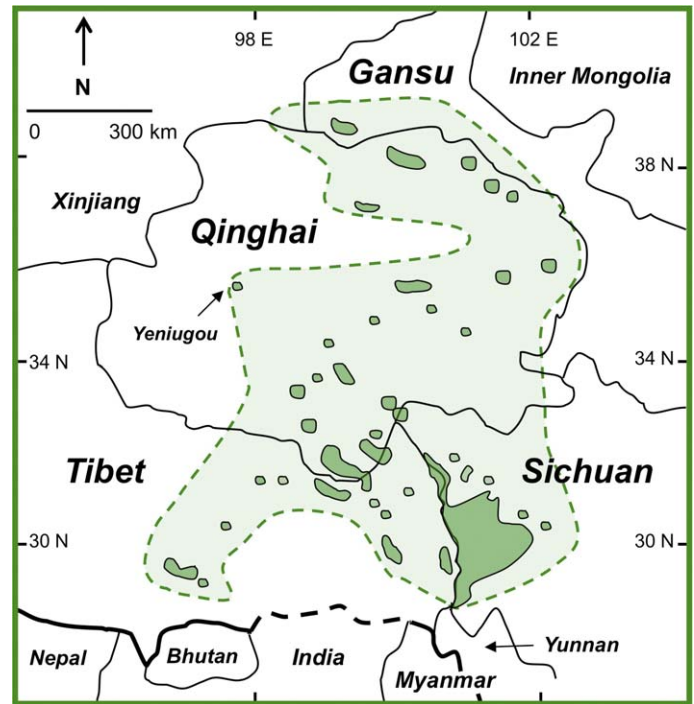 98 E
102 E
N
0 300 km
Gansu
Inner Mongolia
38 N
Xinjiang
Qinghai
Yeniugou
34 N
34 N
Tibet
Sichuan
30 N
30 N
Nepal
Bhutan
India
Myanmar
Yunnan